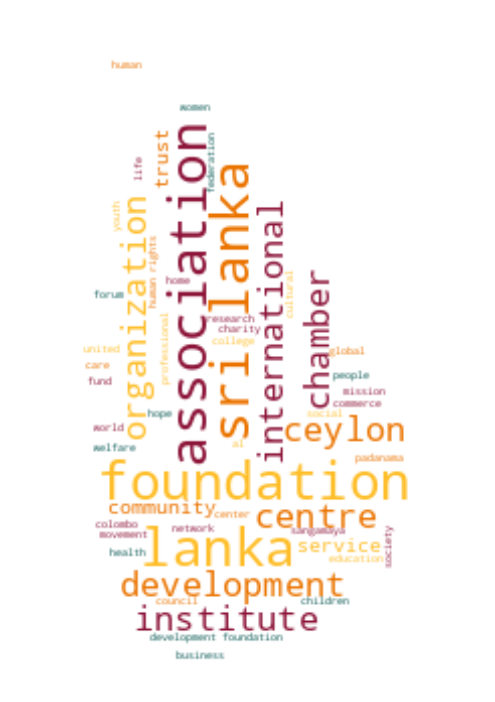 human
women
association
trust
federation
life
sri lanka
organization
youth
international
human rights
chamber
cultural
home
forum
professional
research
charity
college
united
global
care
people
fund
mission
commerce
hope
social
world
ceylon
welfare
al
padanama
foundation
community
center
centre
colombo
network
sangamaya
movement
lanka
service
society
health
education
development
council
children
institute
development foundation
business